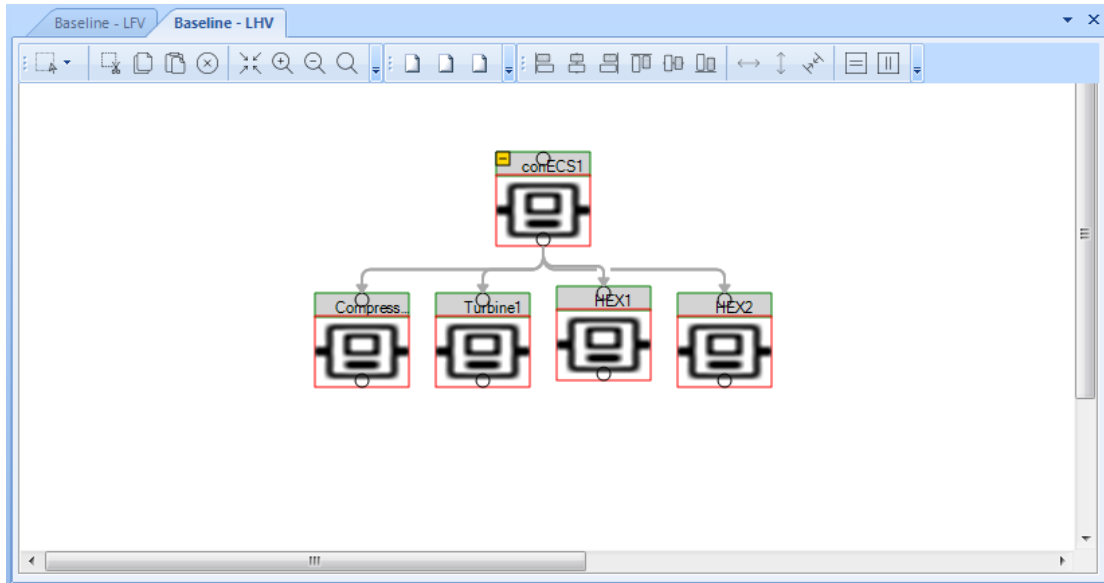 Baseline - LFV
Baseline - LHV
conECS1
Compress...
Turbine1
HEX1
HEX2